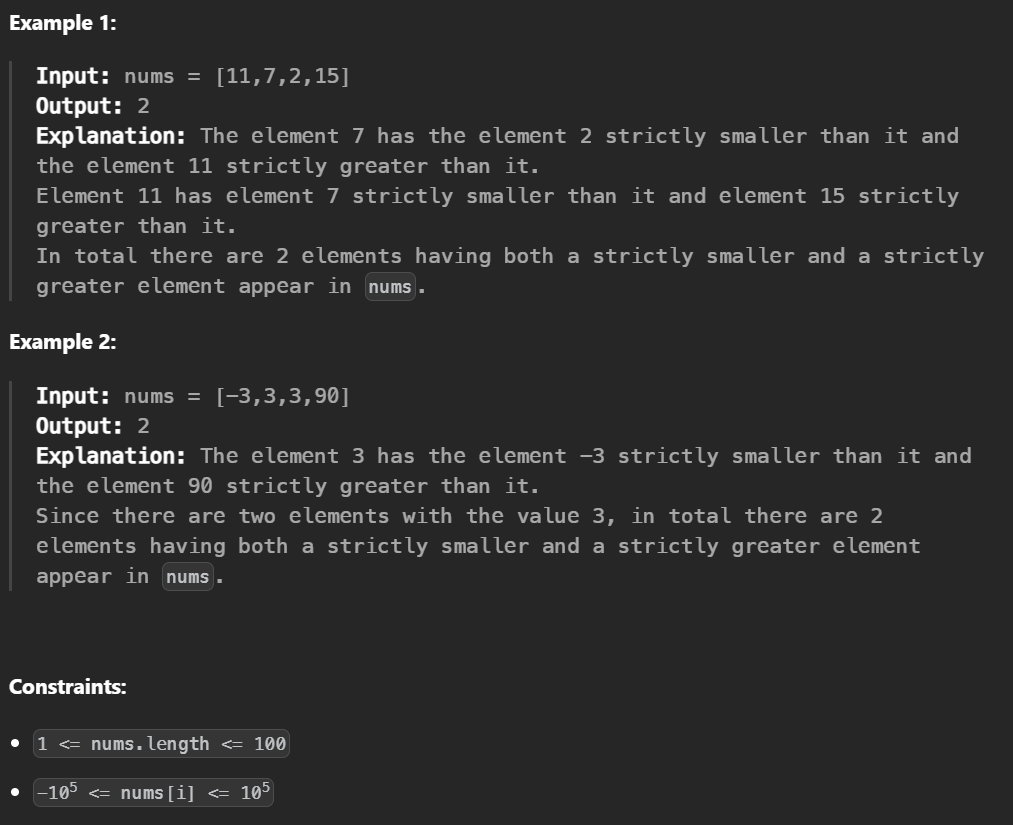 Example 1:
Input: nums = [11,7,2,15]
Output: 2
Explanation: The element 7 has the element 2 strictly smaller than it and
the element 11 strictly greater than it.
Element 11 has element 7 strictly smaller than it and element 15 strictly
greater than it.
In total there are 2 elements having both a strictly smaller and a strictly
greater element appear in nums.
Example 2:
Input: nums = [-3,3,3,90]
Output: 2
Explanation: The element 3 has the element -3 strictly smaller than it and
the element 90 strictly greater than it.
Since there are two elements with the value 3, in total there are 2
elements having both a strictly smaller and a strictly greater element
appear in nums.
Constraints:
• 1 <= nums.length <= 100
• -10⁵ <= nums[i] <= 10⁵